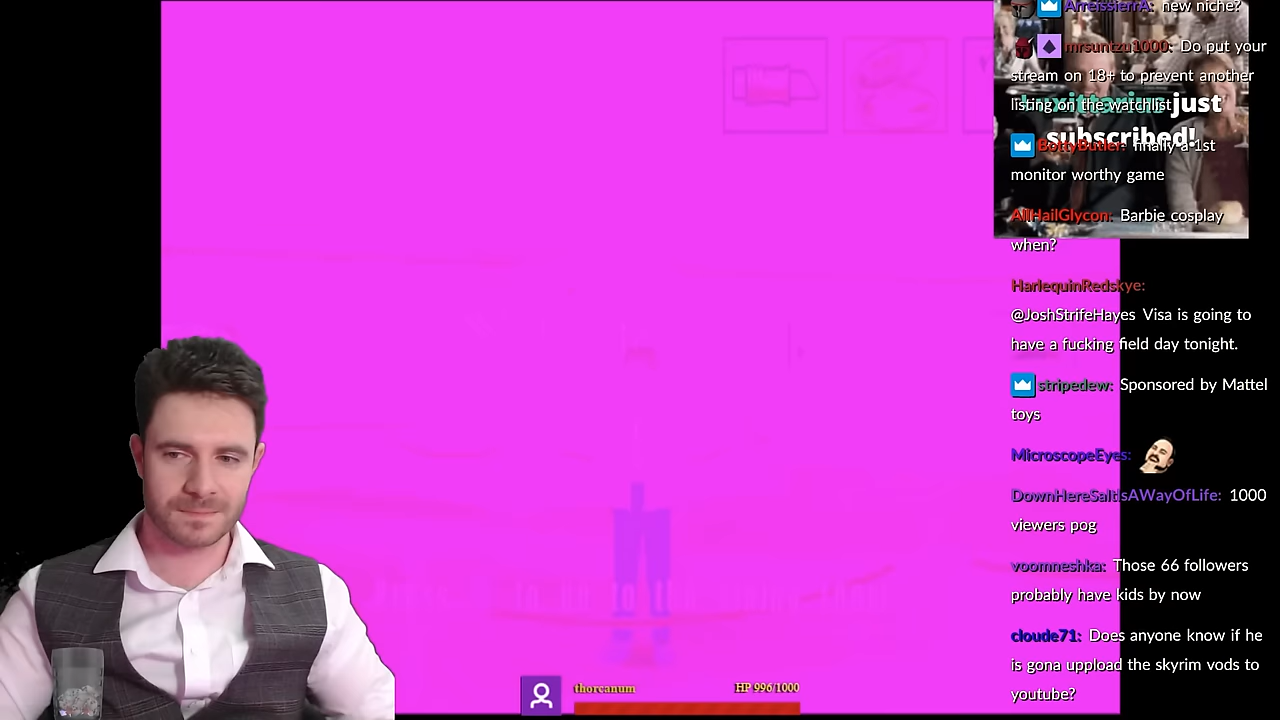 ArreissierrA: new niche?
mrsuntzu1000: Do put your
stream on 18+ to prevent another
listing on the watchlist
just
subscribed!
BottyButler: finally a 1st
monitor worthy game
AllHailGlycon: Barbie cosplay
when?
HarlequinRedskye:
@JoshStrifeHayes Visa is going to
have a fucking field day tonight.
stripedew: Sponsored by Mattel
toys
MicroscopeEyes:
DownHereSaltIsAWayOfLife: 1000
viewers pog
voomneshka: Those 66 followers
probably have kids by now
cloude71: Does anyone know if he
is gona uppload the skyrim vods to
youtube?
thorcanum HP 996/1000